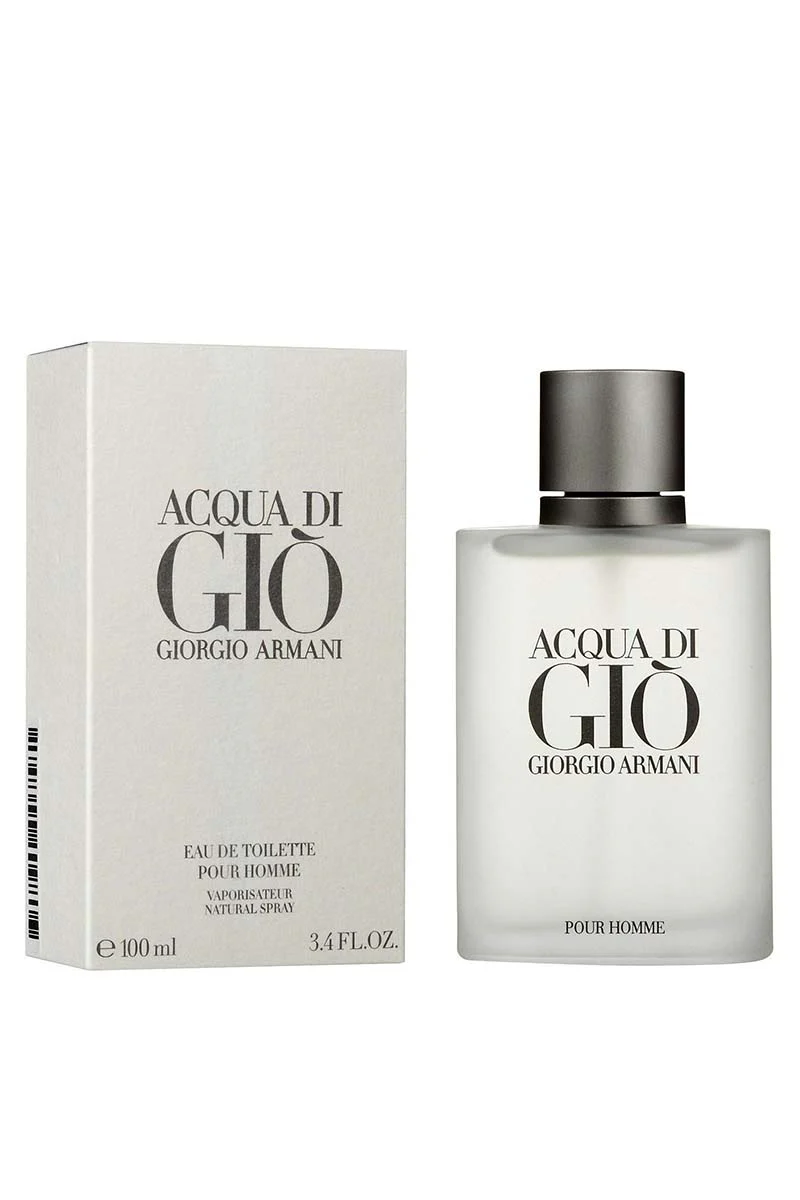 ACQUA DI
GIÒ
GIORGIO ARMANI
EAU DE TOILETTE
POUR HOMME
VAPORISATEUR
NATURAL SPRAY
℮ 100 ml
3.4 FL.OZ.
ACQUA DI
GIÒ
GIORGIO ARMANI
POUR HOMME